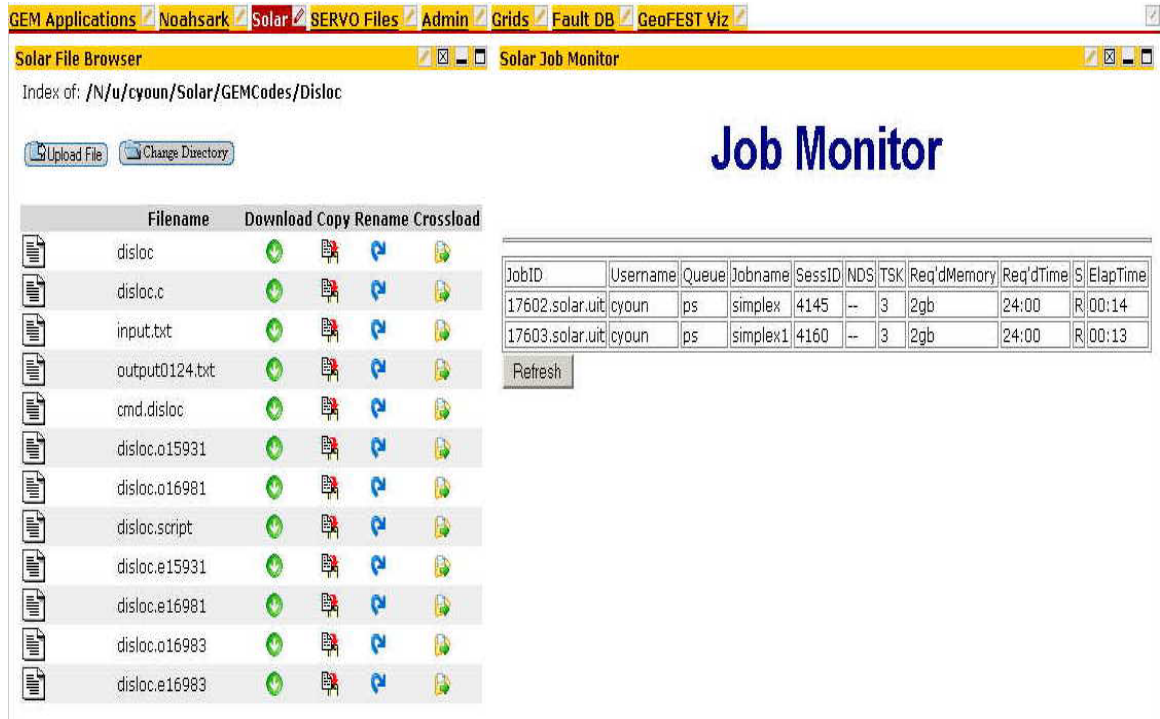 GEM Applications Noahsark Solar SERVO Files Admin Grids Fault DB GeoFEST Viz
Solar File Browser
Index of: /N/u/cyoun/Solar/GEMCodes/Disloc
Upload File Change Directory
Filename Download Copy Rename Crossload
disloc
disloc.c
input.txt
output0124.txt
cmd.disloc
disloc.o15931
disloc.o16981
disloc.script
disloc.e15931
disloc.e16981
disloc.o16983
disloc.e16983
Solar Job Monitor
Job Monitor
JobID Username Queue Jobname SessID NDS TSK Req'dMemory Req'dTime S ElapTime
17602.solar.uit cyoun ps simplex 4145 -- 3 2gb 24:00 R 00:14
17603.solar.uit cyoun ps simplex1 4160 -- 3 2gb 24:00 R 00:13
Refresh